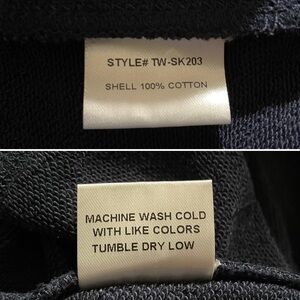 STYLE# TW-SK203
SHELL 100% COTTON
MACHINE WASH COLD
WITH LIKE COLORS
TUMBLE DRY LOW